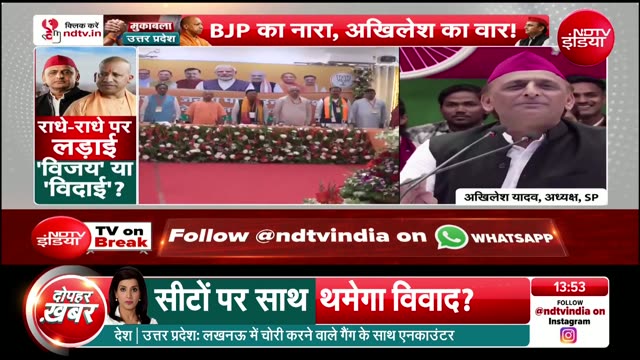 क्लिक करें
ndtv.in
मुकाबला
उत्तर प्रदेश
BJP का नारा, अखिलेश का वार!
NDTV
इंडिया
राधे-राधे पर
लड़ाई
'विजय' या
'विदाई'?
अखिलेश यादव, अध्यक्ष, SP
NDTV
इंडिया
TV on
Break
Follow @ndtvindia on WHATSAPP
दोपहर
ख़बर
सीटों पर साथ थमेगा विवाद?
देश | उत्तर प्रदेश: लखनऊ में चोरी करने वाले गैंग के साथ एनकाउंटर
13:53
FOLLOW
@ndtvindia
on
Instagram